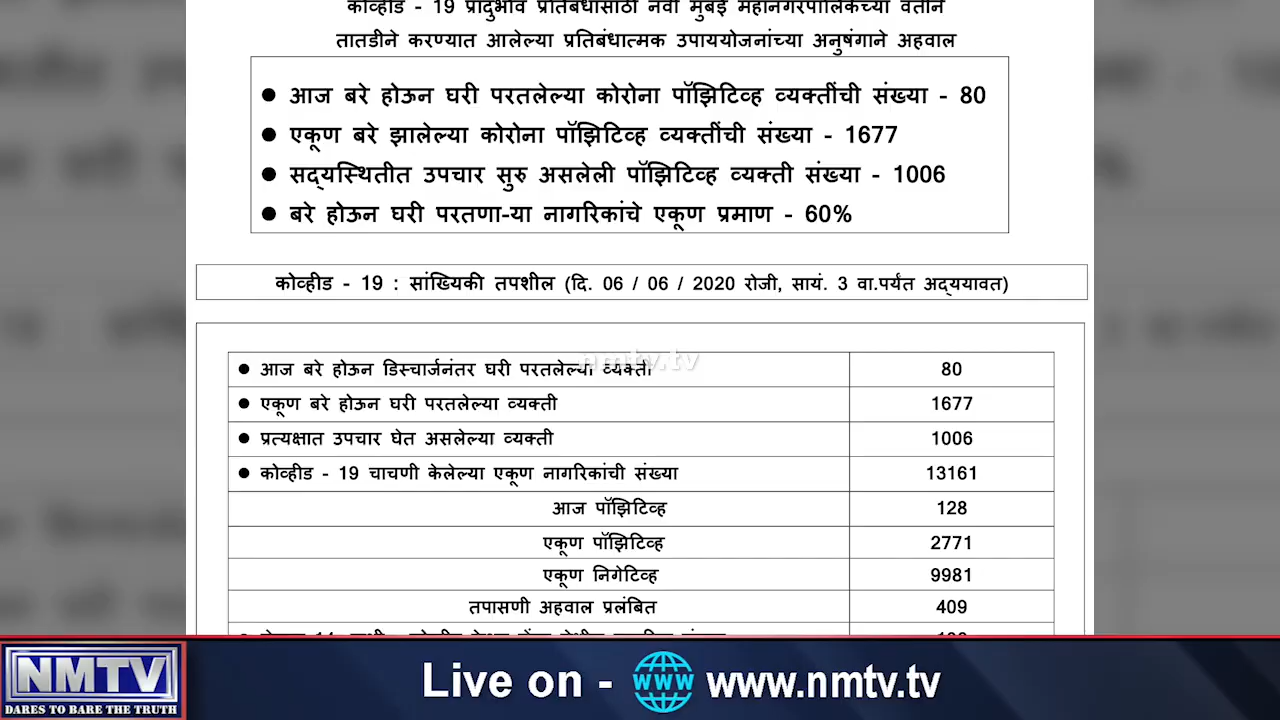 कोव्हीड - 19 प्रादुर्भाव प्रतिबंधासाठी नवी मुंबई महानगरपालिकेच्या वतीने
तातडीने करण्यात आलेल्या प्रतिबंधात्मक उपाययोजनांच्या अनुषंगाने अहवाल
● आज बरे होऊन घरी परतलेल्या कोरोना पॉझिटिव्ह व्यक्तींची संख्या - 80
● एकूण बरे झालेल्या कोरोना पॉझिटिव्ह व्यक्तींची संख्या - 1677
● सद्यस्थितीत उपचार सुरु असलेली पॉझिटिव्ह व्यक्ती संख्या - 1006
● बरे होऊन घरी परतणा-या नागरिकांचे एकूण प्रमाण - 60%
कोव्हीड - 19 : सांख्यिकी तपशील (दि. 06 / 06 / 2020 रोजी, सायं. 3 वा.पर्यंत अद्ययावत)
● आज बरे होऊन डिस्चार्जनंतर घरी परतलेल्या व्यक्ती 80
nmtv.tv
● एकूण बरे होऊन घरी परतलेल्या व्यक्ती 1677
● प्रत्यक्षात उपचार घेत असलेल्या व्यक्ती 1006
● कोव्हीड - 19 चाचणी केलेल्या एकूण नागरिकांची संख्या 13161
आज पॉझिटिव्ह 128
एकूण पॉझिटिव्ह 2771
एकूण निगेटिव्ह 9981
तपासणी अहवाल प्रलंबित 409
NMTV
DARES TO BARE THE TRUTH
Live on - www www.nmtv.tv